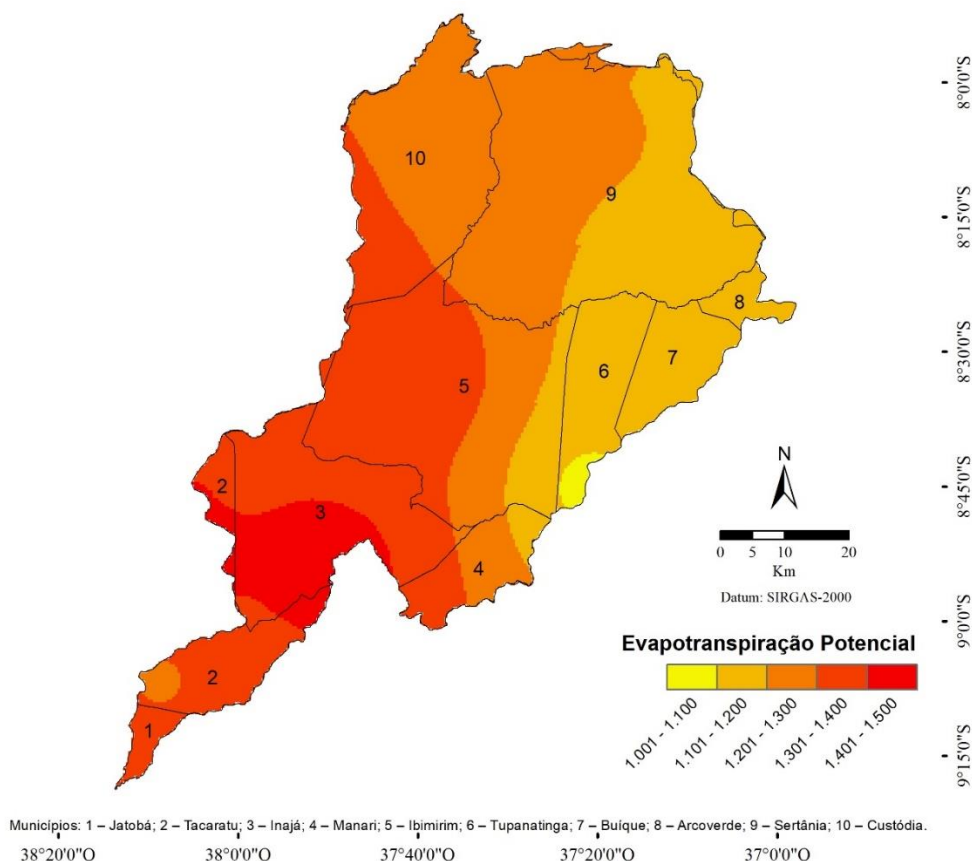 8°0'0"S
10
9
8°15'0"S
8
8°30'0"S
6
7
5
N
2
3
8°45'0"S
0 5 10 20
Km
4
Datum: SIRGAS-2000
9°0'0"S
Evapotranspiração Potencial
2
1.001 - 1.100
1.101 - 1.200
1.201 - 1.300
1.301 - 1.400
1.401 - 1.500
1
9°15'0"S
Municípios: 1 – Jatobá; 2 – Tacaratu; 3 – Inajá; 4 – Manari; 5 – Ibimirim; 6 – Tupanatinga; 7 – Buíque; 8 – Arcoverde; 9 – Sertânia; 10 – Custódia.
38°20'0"O 38°0'0"O 37°40'0"O 37°20'0"O 37°0'0"O